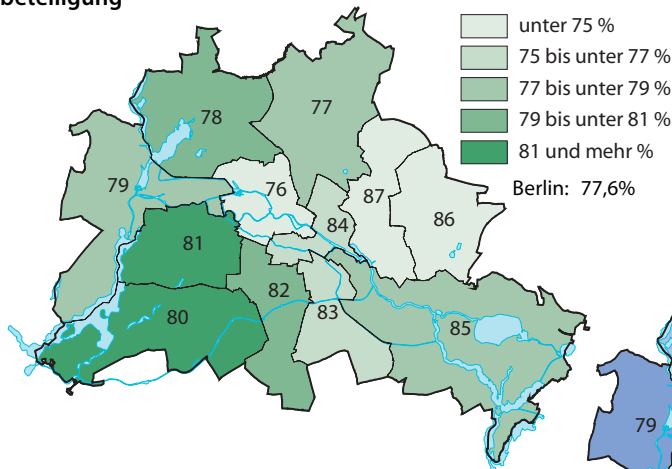 beteiligung
unter 75 %
75 bis unter 77 %
77 bis unter 79 %
79 bis unter 81 %
81 und mehr %
Berlin: 77,6%
78
77
79
76
87
86
84
81
82
80
83
85
79